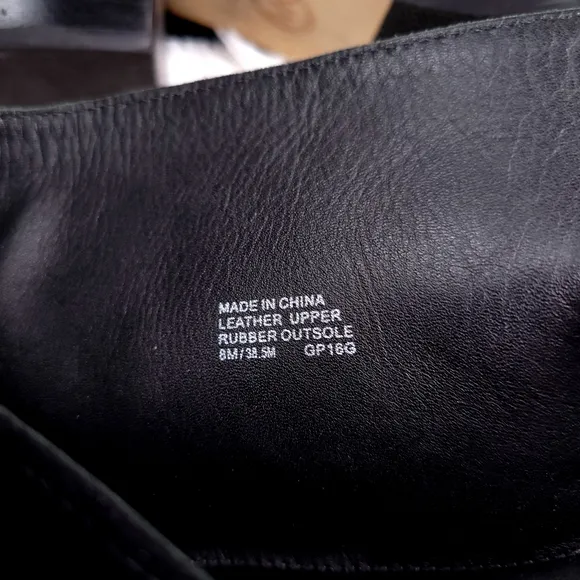 MADE IN CHINA
LEATHER UPPER
RUBBER OUTSOLE
8M/38.5M GP16G